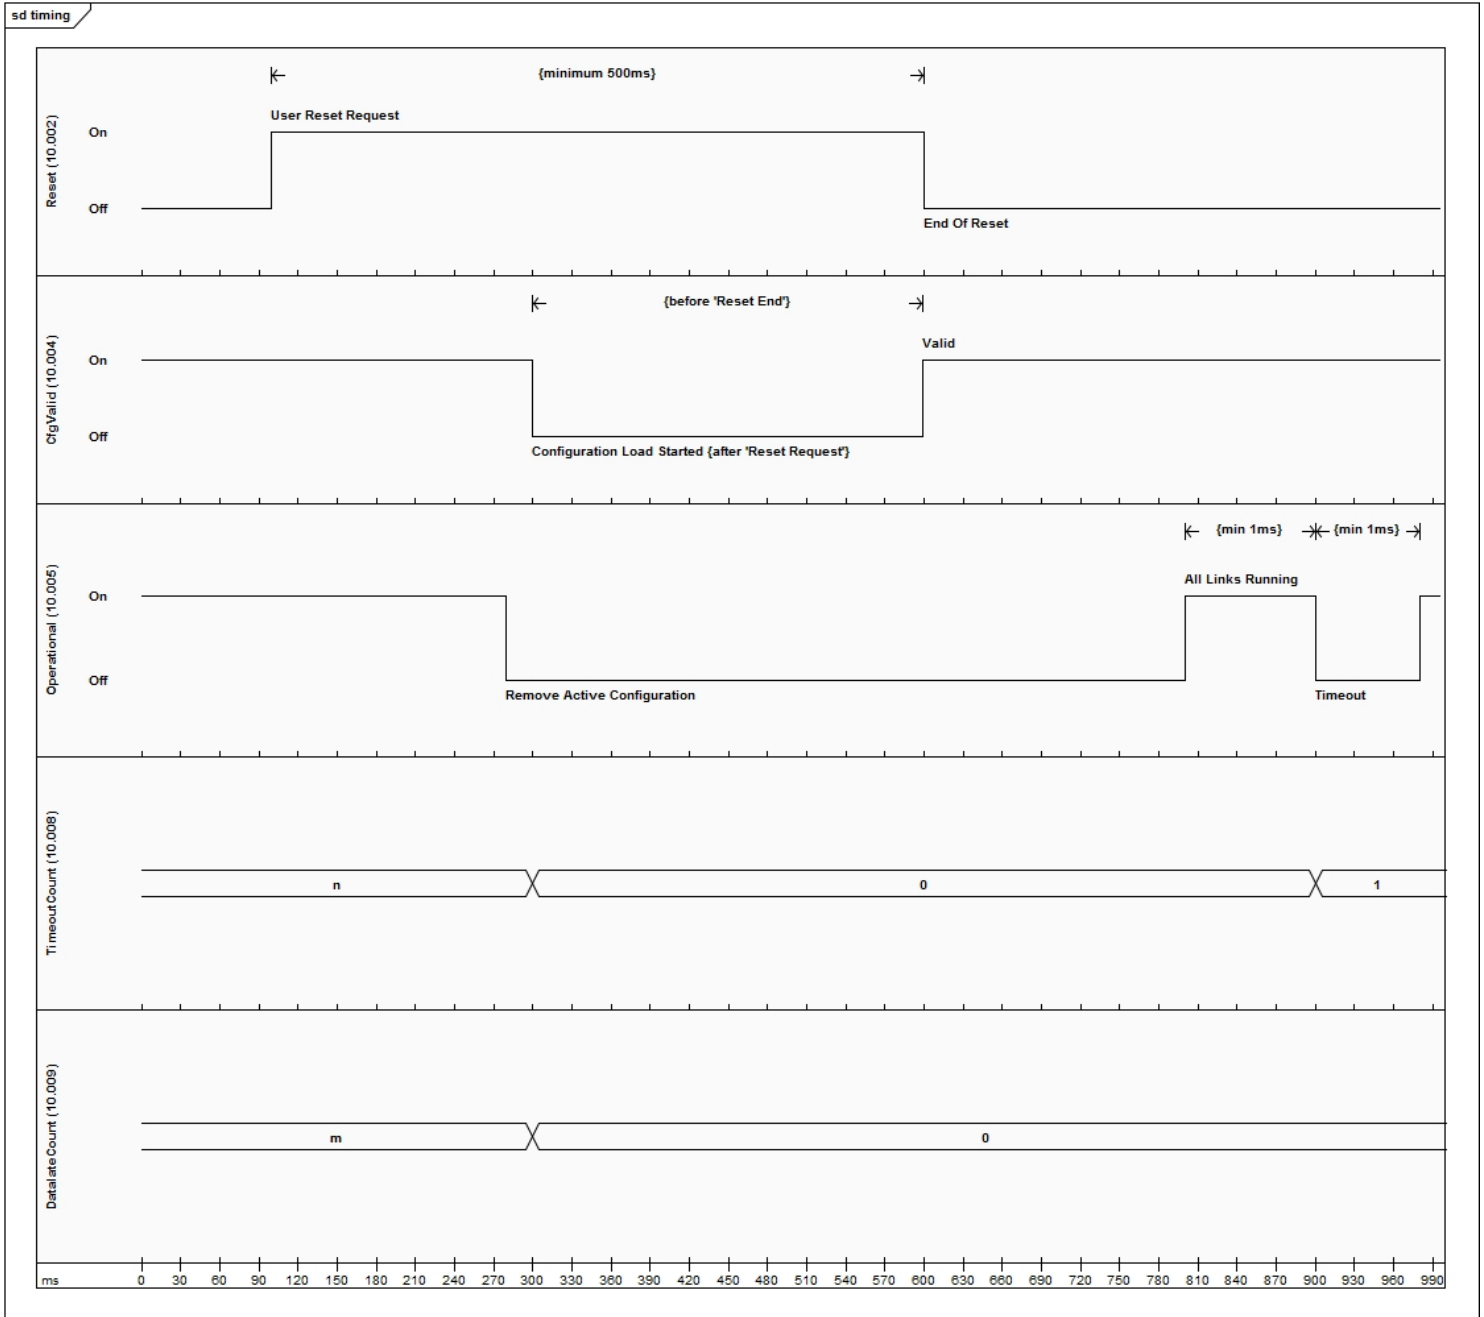 sd timing
{minimum 500ms}
User Reset Request
Reset (10.002)
On
Off
End Of Reset
{before 'Reset End'}
Valid
CfgValid (10.004)
On
Off
Configuration Load Started {after 'Reset Request'}
{min 1ms} {min 1ms}
All Links Running
Operational (10.005)
On
Off
Remove Active Configuration
Timeout
TimeoutCount (10.008)
n 0 1
DatalateCount (10.009)
m 0
ms 0 30 60 90 120 150 180 210 240 270 300 330 360 390 420 450 480 510 540 570 600 630 660 690 720 750 780 810 840 870 900 930 960 990